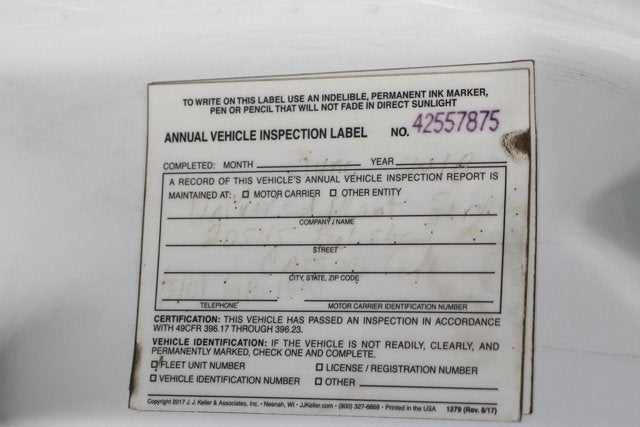 TO WRITE ON THIS LABEL USE AN INDELIBLE, PERMANENT INK MARKER,
PEN OR PENCIL THAT WILL NOT FADE IN DIRECT SUNLIGHT
ANNUAL VEHICLE INSPECTION LABEL NO. 42557875
COMPLETED: MONTH YEAR
A RECORD OF THIS VEHICLE'S ANNUAL VEHICLE INSPECTION REPORT IS
MAINTAINED AT: ☐ MOTOR CARRIER ☐ OTHER ENTITY
COMPANY NAME
STREET
CITY, STATE, ZIP CODE
TELEPHONE MOTOR CARRIER IDENTIFICATION NUMBER
CERTIFICATION: THIS VEHICLE HAS PASSED AN INSPECTION IN ACCORDANCE
WITH 49CFR 396.17 THROUGH 396.23.
VEHICLE IDENTIFICATION: IF THE VEHICLE IS NOT READILY, CLEARLY, AND
PERMANENTLY MARKED, CHECK ONE AND COMPLETE.
☐ FLEET UNIT NUMBER ☐ LICENSE / REGISTRATION NUMBER
☐ VEHICLE IDENTIFICATION NUMBER ☐ OTHER
Copyright 2017 J. J. Keller & Associates, Inc. • Neenah, WI • JJKeller.com • (800) 327-6868 • Printed in the USA 1279 (Rev. 8/17)